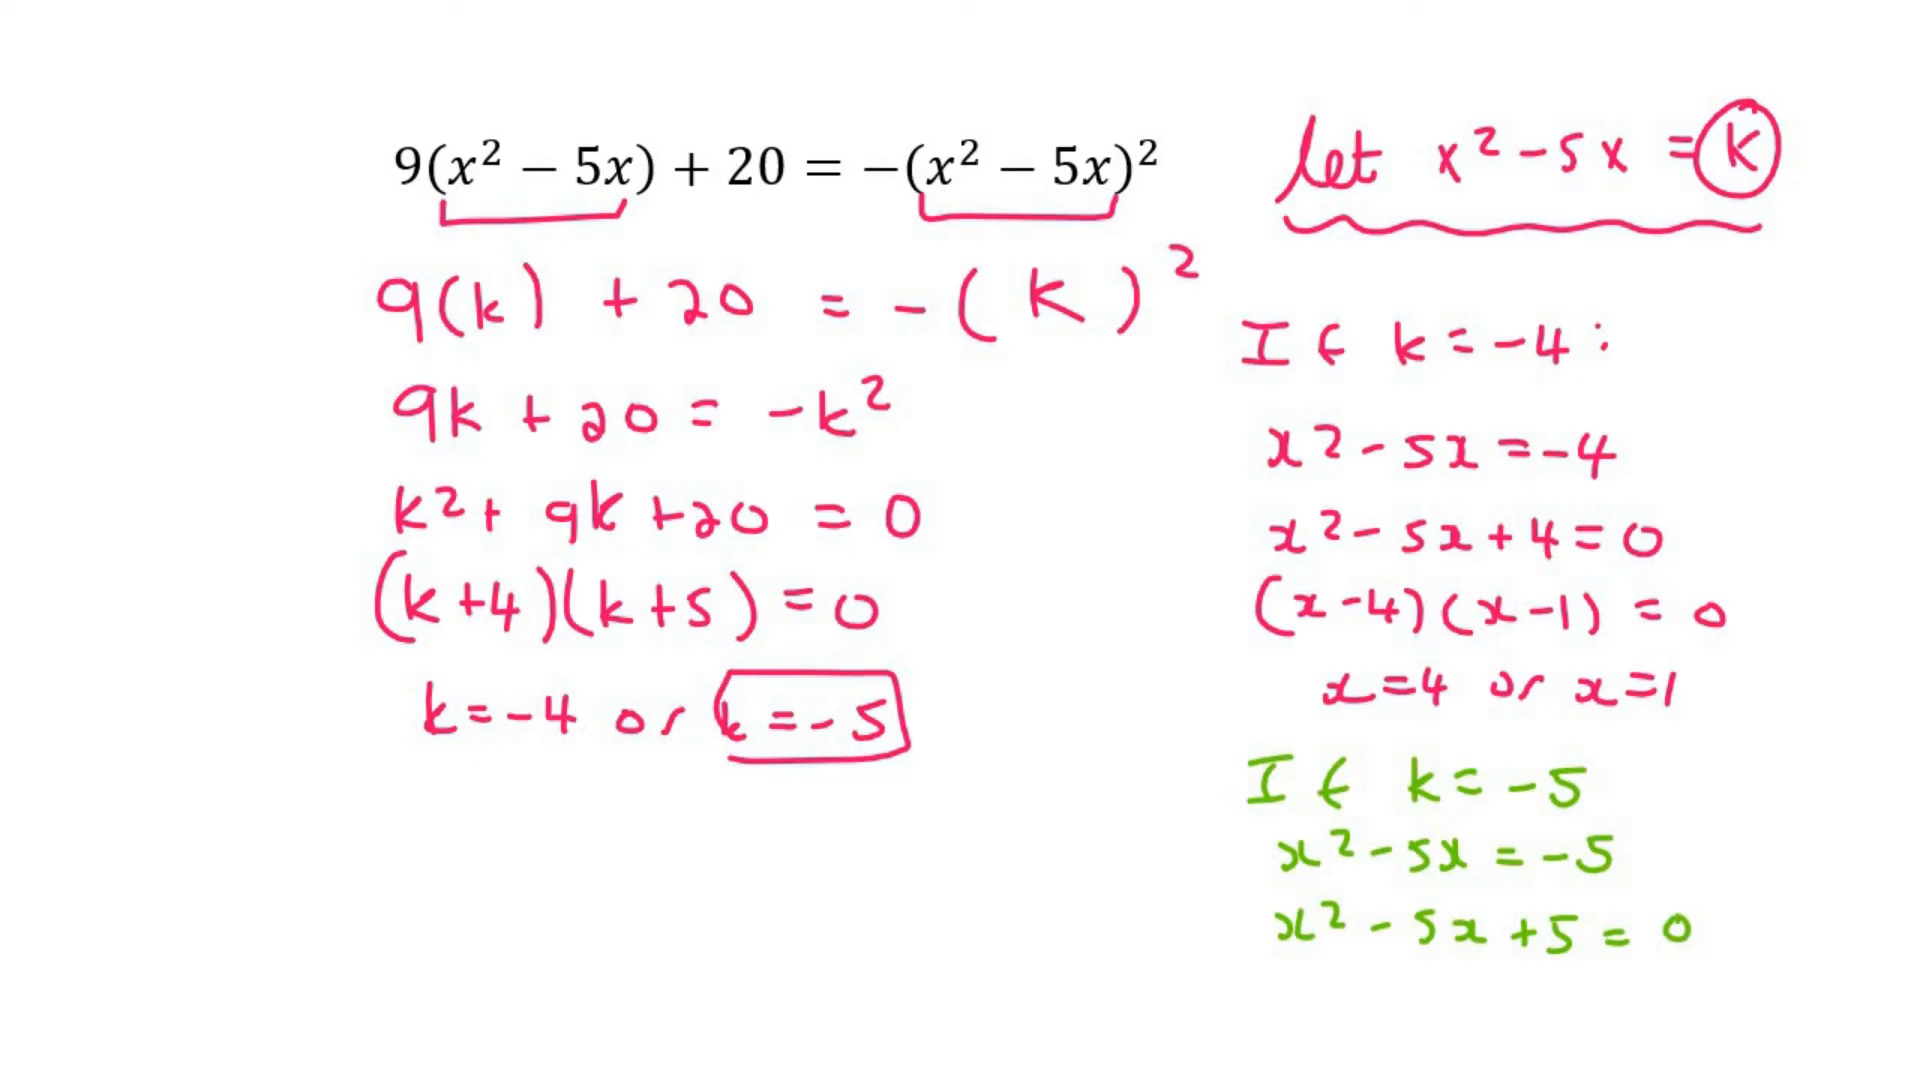 9(x² − 5x) + 20 = −(x² − 5x)²
9(k) + 20 = -(k)²
9k + 20 = -k²
k² + 9k + 20 = 0
(k+4)(k+5) = 0
k = -4 or k = -5
let x² - 5x = k
If k = -4 :
x² - 5x = -4
x² - 5x + 4 = 0
(x - 4)(x - 1) = 0
x = 4 or x = 1
If k = -5
x² - 5x = -5
x² - 5x + 5 = 0